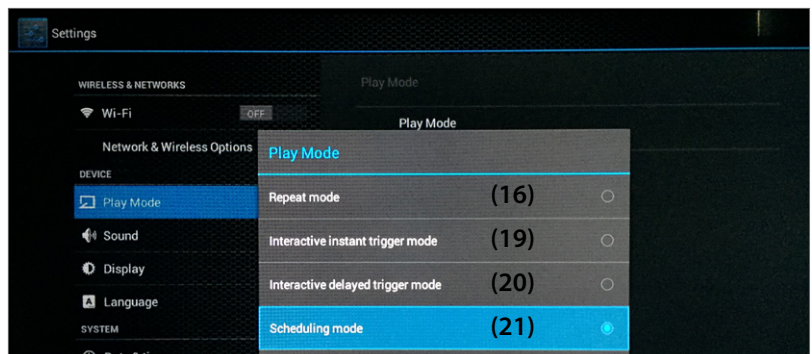 Settings
WIRELESS & NETWORKS
Wi-Fi OFF
Network & Wireless Options
DEVICE
Play Mode
Sound
Display
Language
SYSTEM
Play Mode
Play Mode
Play Mode
Repeat mode (16)
Interactive instant trigger mode (19)
Interactive delayed trigger mode (20)
Scheduling mode (21)